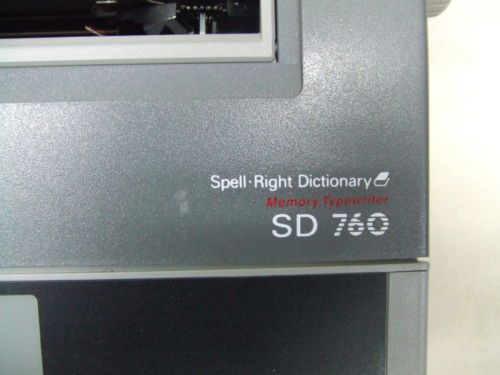 Spell·Right Dictionary
Memory Typewriter
SD 760